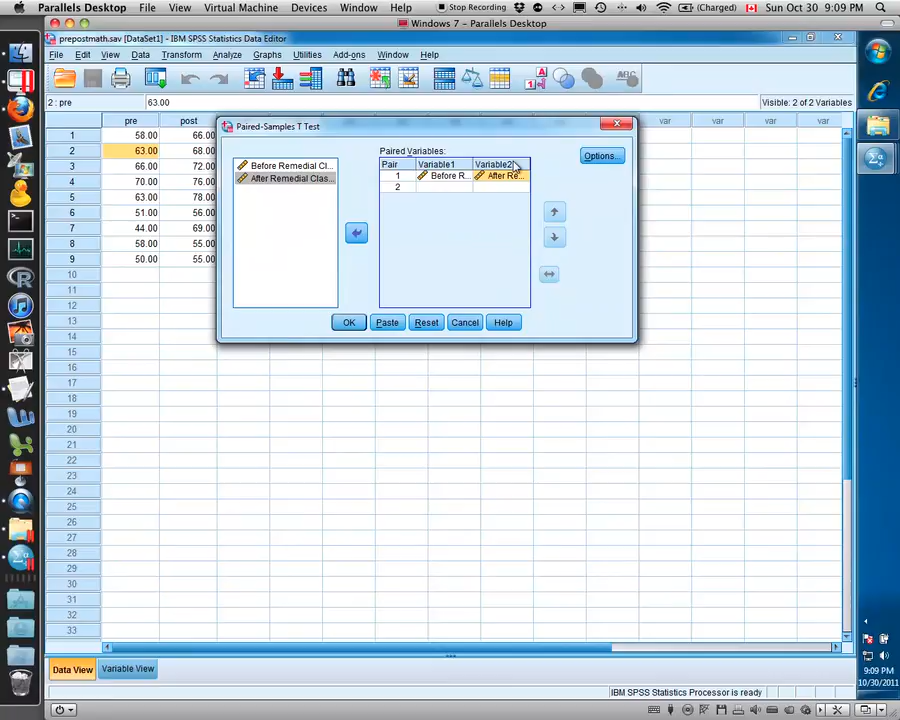 Parallels Desktop File View Virtual Machine Devices Window Help Stop Recording (Charged) Sun Oct 30 9:09 PM
Windows 7 - Parallels Desktop
prepostmath.sav [DataSet1] - IBM SPSS Statistics Data Editor
File Edit View Data Transform Analyze Graphs Utilities Add-ons Window Help
2 : pre 63.00 Visible: 2 of 2 Variables
pre post var var var var
1 58.00 66.00
2 63.00 68.00
3 66.00 72.00
4 70.00 76.00
5 63.00 78.00
6 51.00 56.00
7 44.00 69.00
8 58.00 55.00
9 50.00 55.00
10
11
12
13
14
15
16
17
18
19
20
21
22
23
24
25
26
27
28
29
30
31
32
33
Paired-Samples T Test
Paired Variables:
Before Remedial Cl...
After Remedial Clas...
Pair Variable1 Variable2
1 Before R... After Re...
2
Options...
OK Paste Reset Cancel Help
Data View Variable View
IBM SPSS Statistics Processor is ready
9:09 PM
10/30/2011